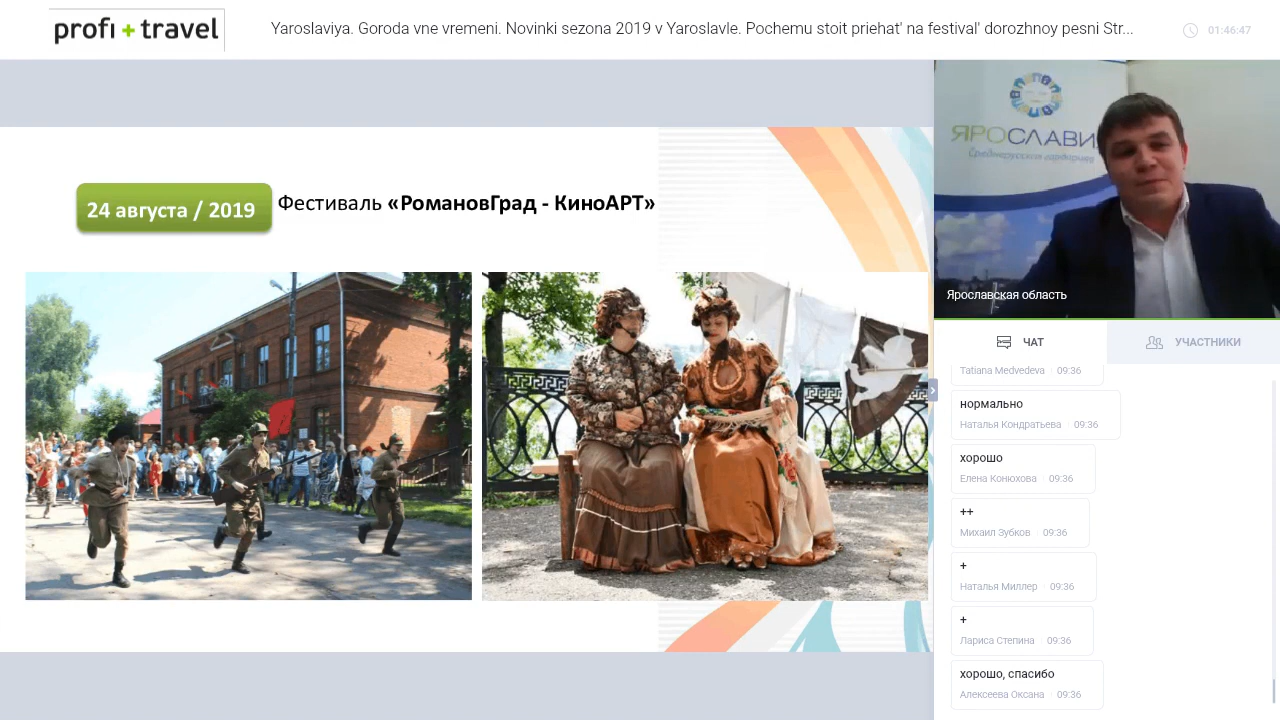 profi + travel
Yaroslaviya. Goroda vne vremeni. Novinki sezona 2019 v Yaroslavle. Pochemu stoit priehat' na festival' dorozhnoy pesni Str...
01:46:47
24 августа / 2019
Фестиваль «РомановГрад - КиноАРТ»
ЯРОСЛАВИ
Ярославская область
ЧАТ
УЧАСТНИКИ
Tatiana Medvedeva 09:36
нормально
Наталья Кондратьева 09:36
хорошо
Елена Конюхова 09:36
++
Михаил Зубков 09:36
+
Наталья Миллер 09:36
+
Лариса Степина 09:36
хорошо, спасибо
Алексеева Оксана 09:36